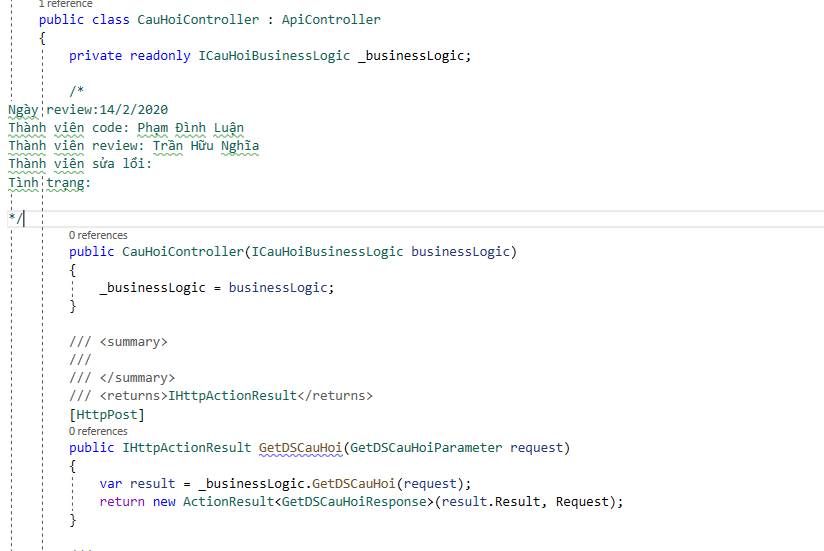 1 reference
public class CauHoiController : ApiController
{
private readonly ICauHoiBusinessLogic _businessLogic;
/*
Ngày review:14/2/2020
Thành viên code: Phạm Đình Luận
Thành viên review: Trần Hữu Nghĩa
Thành viên sửa lỗi:
Tình trạng:
*/
0 references
public CauHoiController(ICauHoiBusinessLogic businessLogic)
{
_businessLogic = businessLogic;
}
/// <summary>
///
/// </summary>
/// <returns>IHttpActionResult</returns>
[HttpPost]
0 references
public IHttpActionResult GetDSCauHoi(GetDSCauHoiParameter request)
{
var result = _businessLogic.GetDSCauHoi(request);
return new ActionResult<GetDSCauHoiResponse>(result.Result, Request);
}